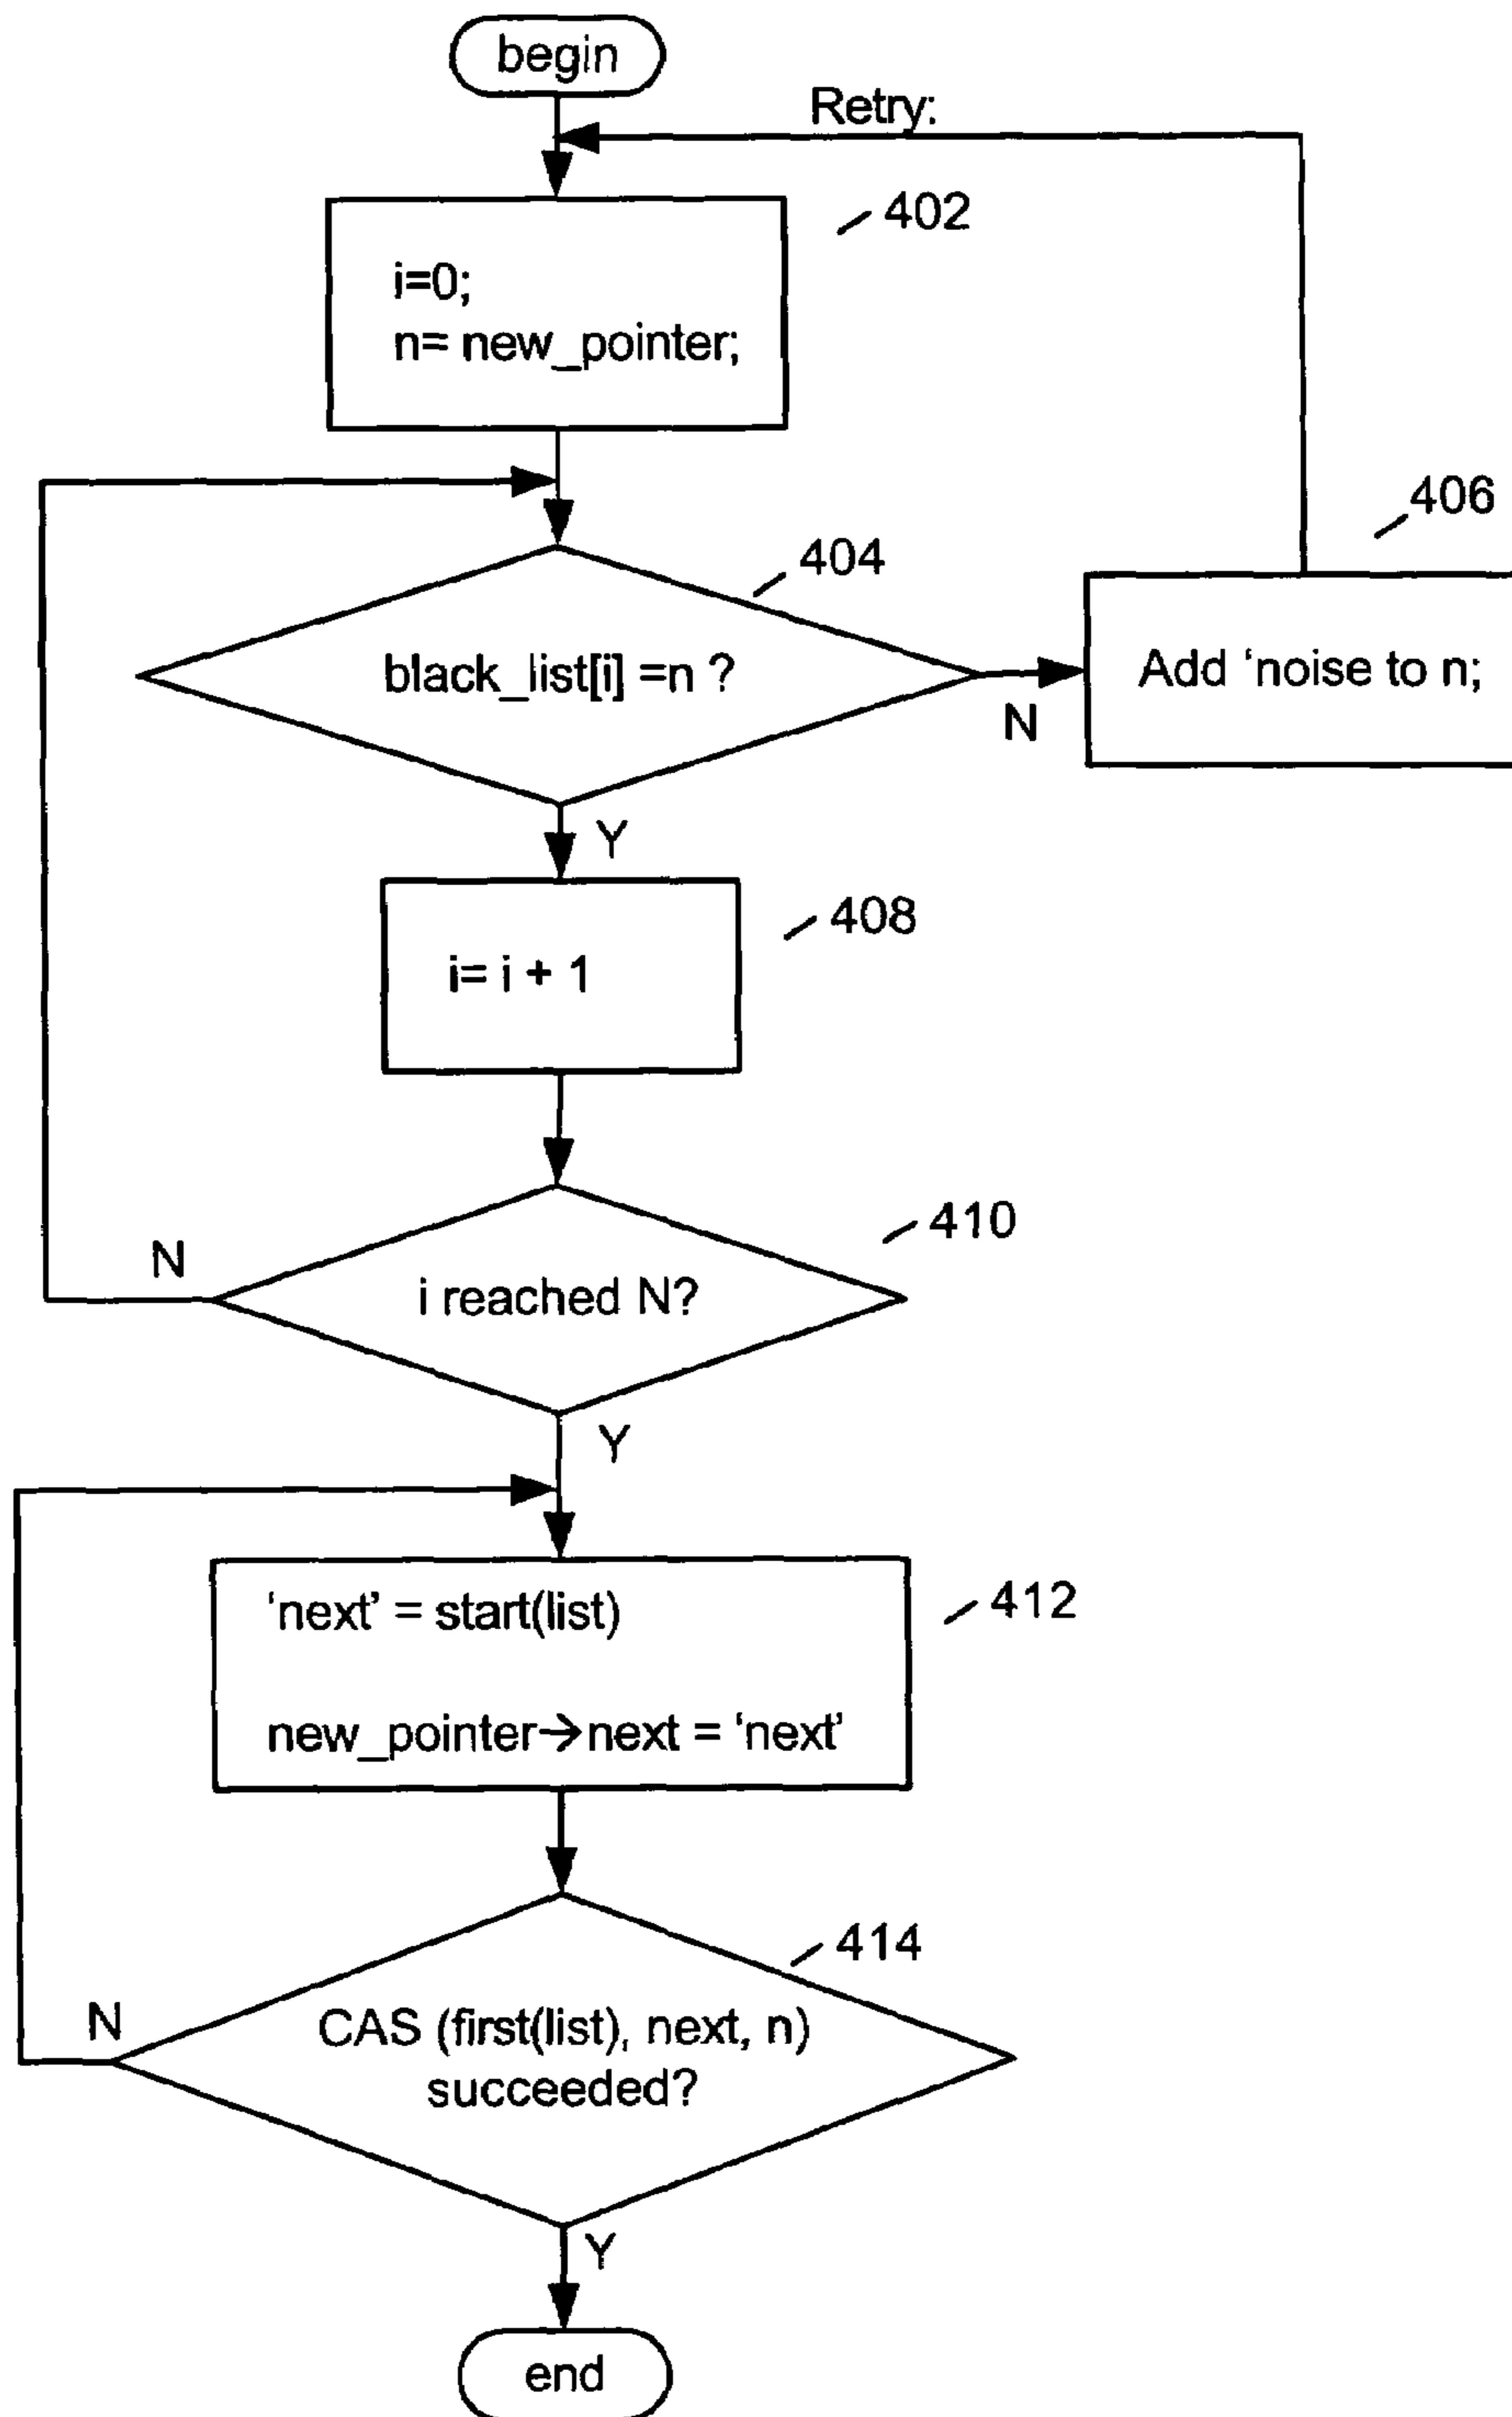 begin
Retry:
402
i=0;
n= new_pointer;
406
404
black_list[i] =n ?
Add ‘noise to n;
N
Y
408
i= i + 1
410
N
i reached N?
Y
‘next’ = start(list)
412
new_pointer→next = ‘next’
414
N
CAS (first(list), next, n)
succeeded?
Y
end